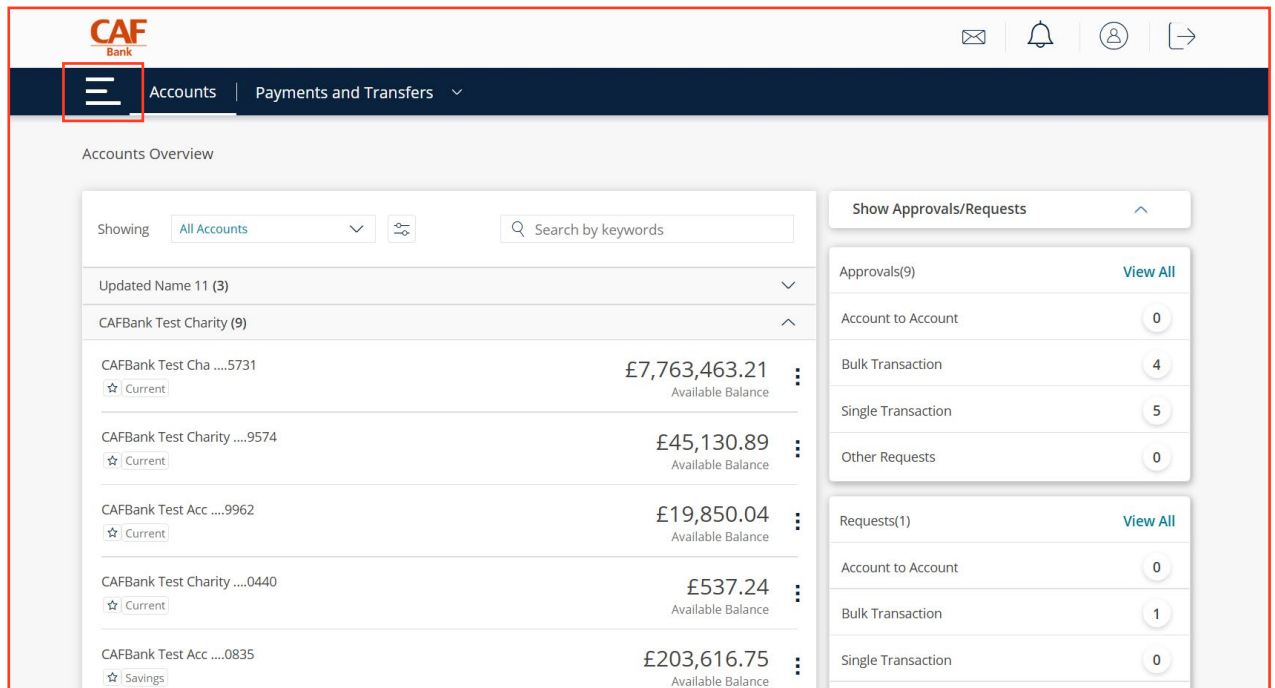 CAF
Bank
Accounts | Payments and Transfers
Accounts Overview
Showing All Accounts
Search by keywords
Updated Name 11 (3)
CAFBank Test Charity (9)
CAFBank Test Cha ....5731
Current
£7,763,463.21
Available Balance
CAFBank Test Charity ....9574
Current
£45,130.89
Available Balance
CAFBank Test Acc ....9962
Current
£19,850.04
Available Balance
CAFBank Test Charity ....0440
Current
£537.24
Available Balance
CAFBank Test Acc ....0835
Savings
£203,616.75
Available Balance
Show Approvals/Requests
Approvals(9) View All
Account to Account 0
Bulk Transaction 4
Single Transaction 5
Other Requests 0
Requests(1) View All
Account to Account 0
Bulk Transaction 1
Single Transaction 0